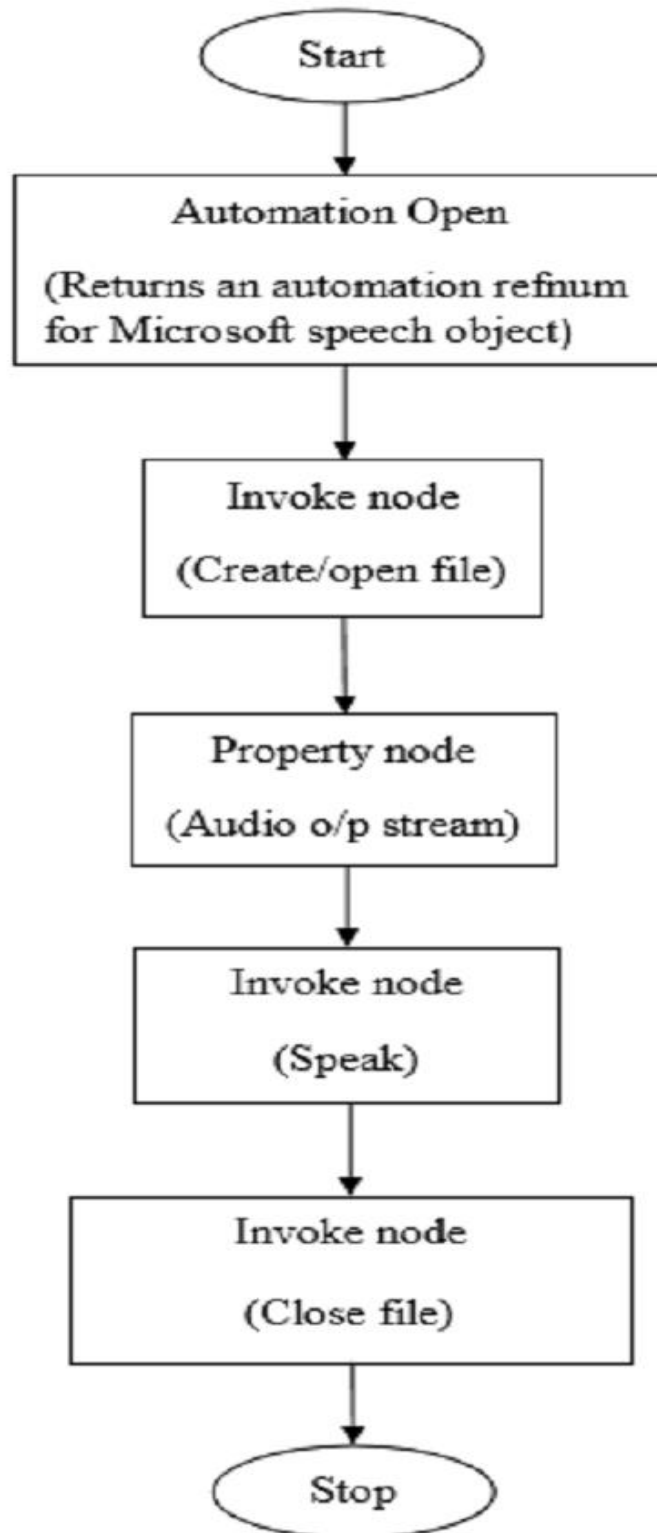 Start
Automation Open
(Returns an automation refnum
for Microsoft speech object)
Invoke node
(Create/open file)
Property node
(Audio o/p stream)
Invoke node
(Speak)
Invoke node
(Close file)
Stop